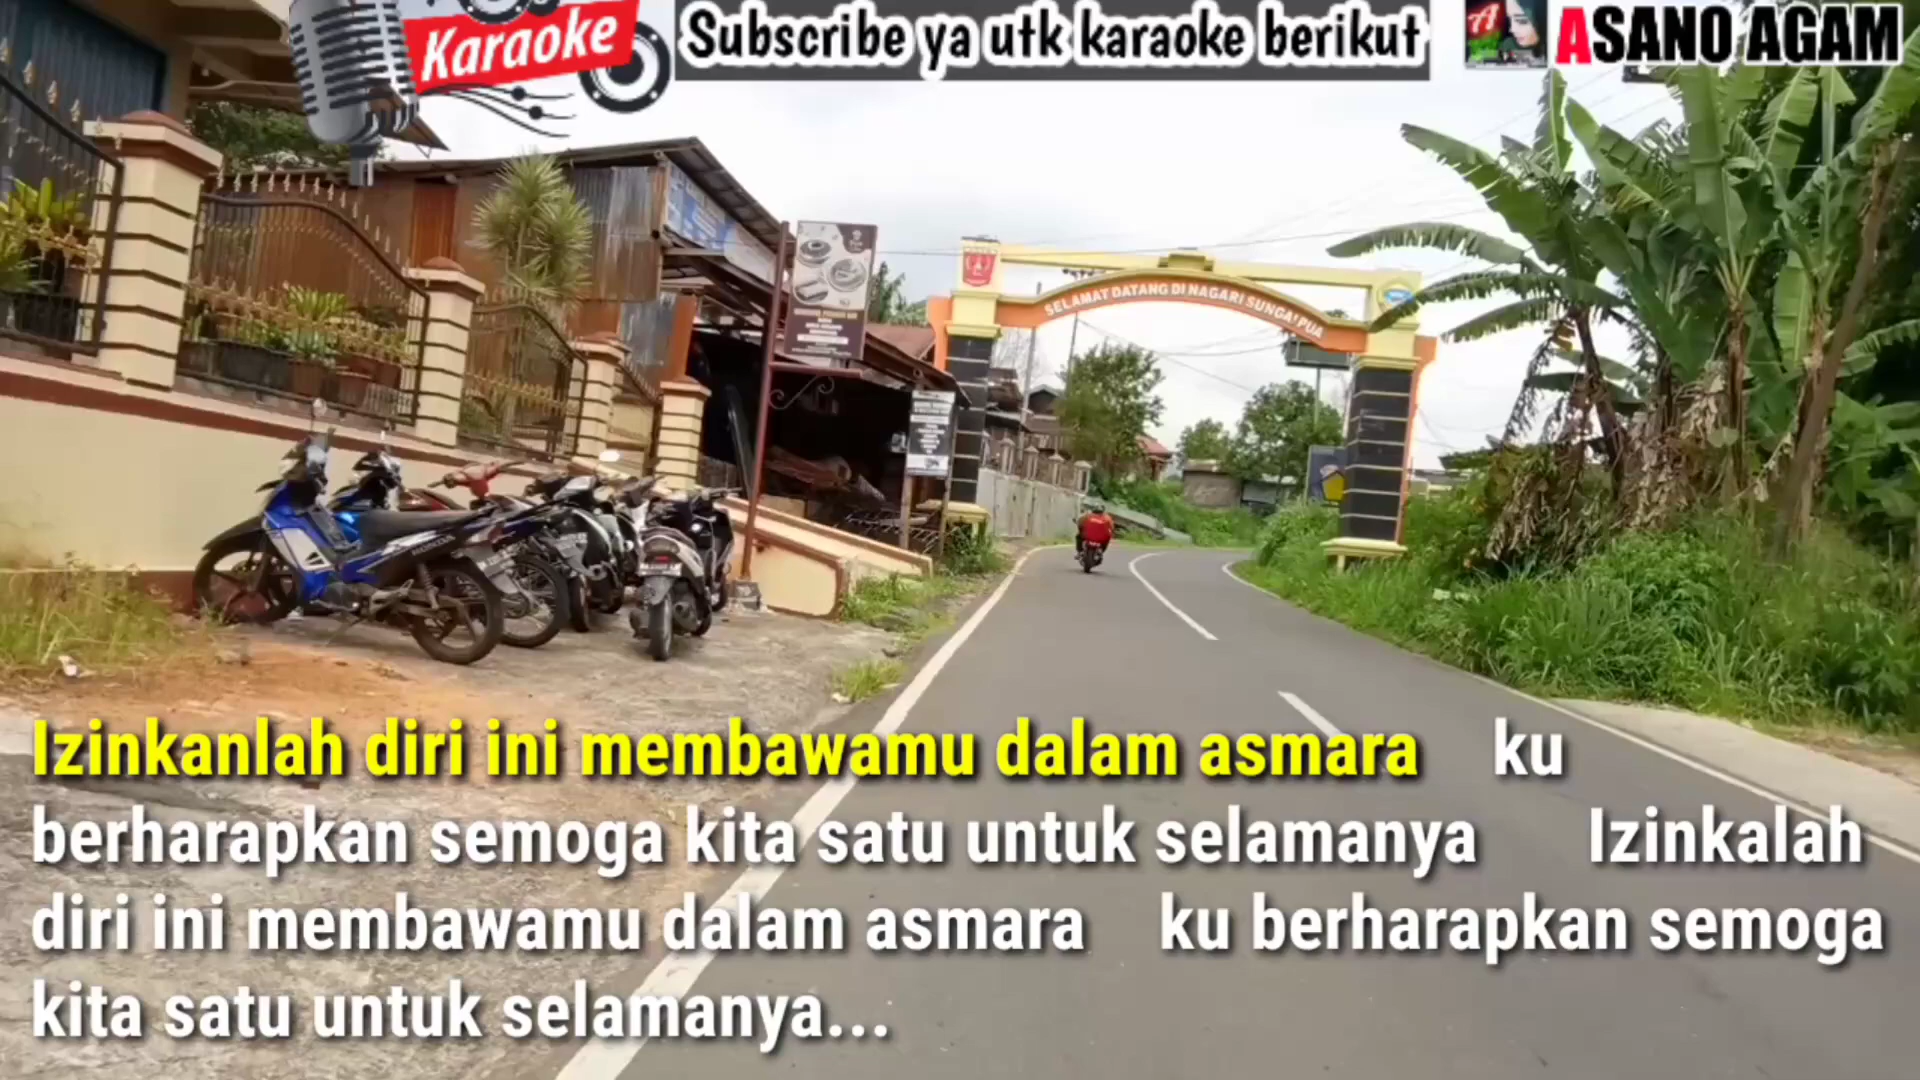 Karaoke
Subscribe ya utk karaoke berikut
ASANO AGAM
SELAMAT DATANG DI NAGARI SUNGAI PUA
HONDA
Izinkanlah diri ini membawamu dalam asmara ku
berharapkan semoga kita satu untuk selamanya Izinkalah
diri ini membawamu dalam asmara ku berharapkan semoga
kita satu untuk selamanya...